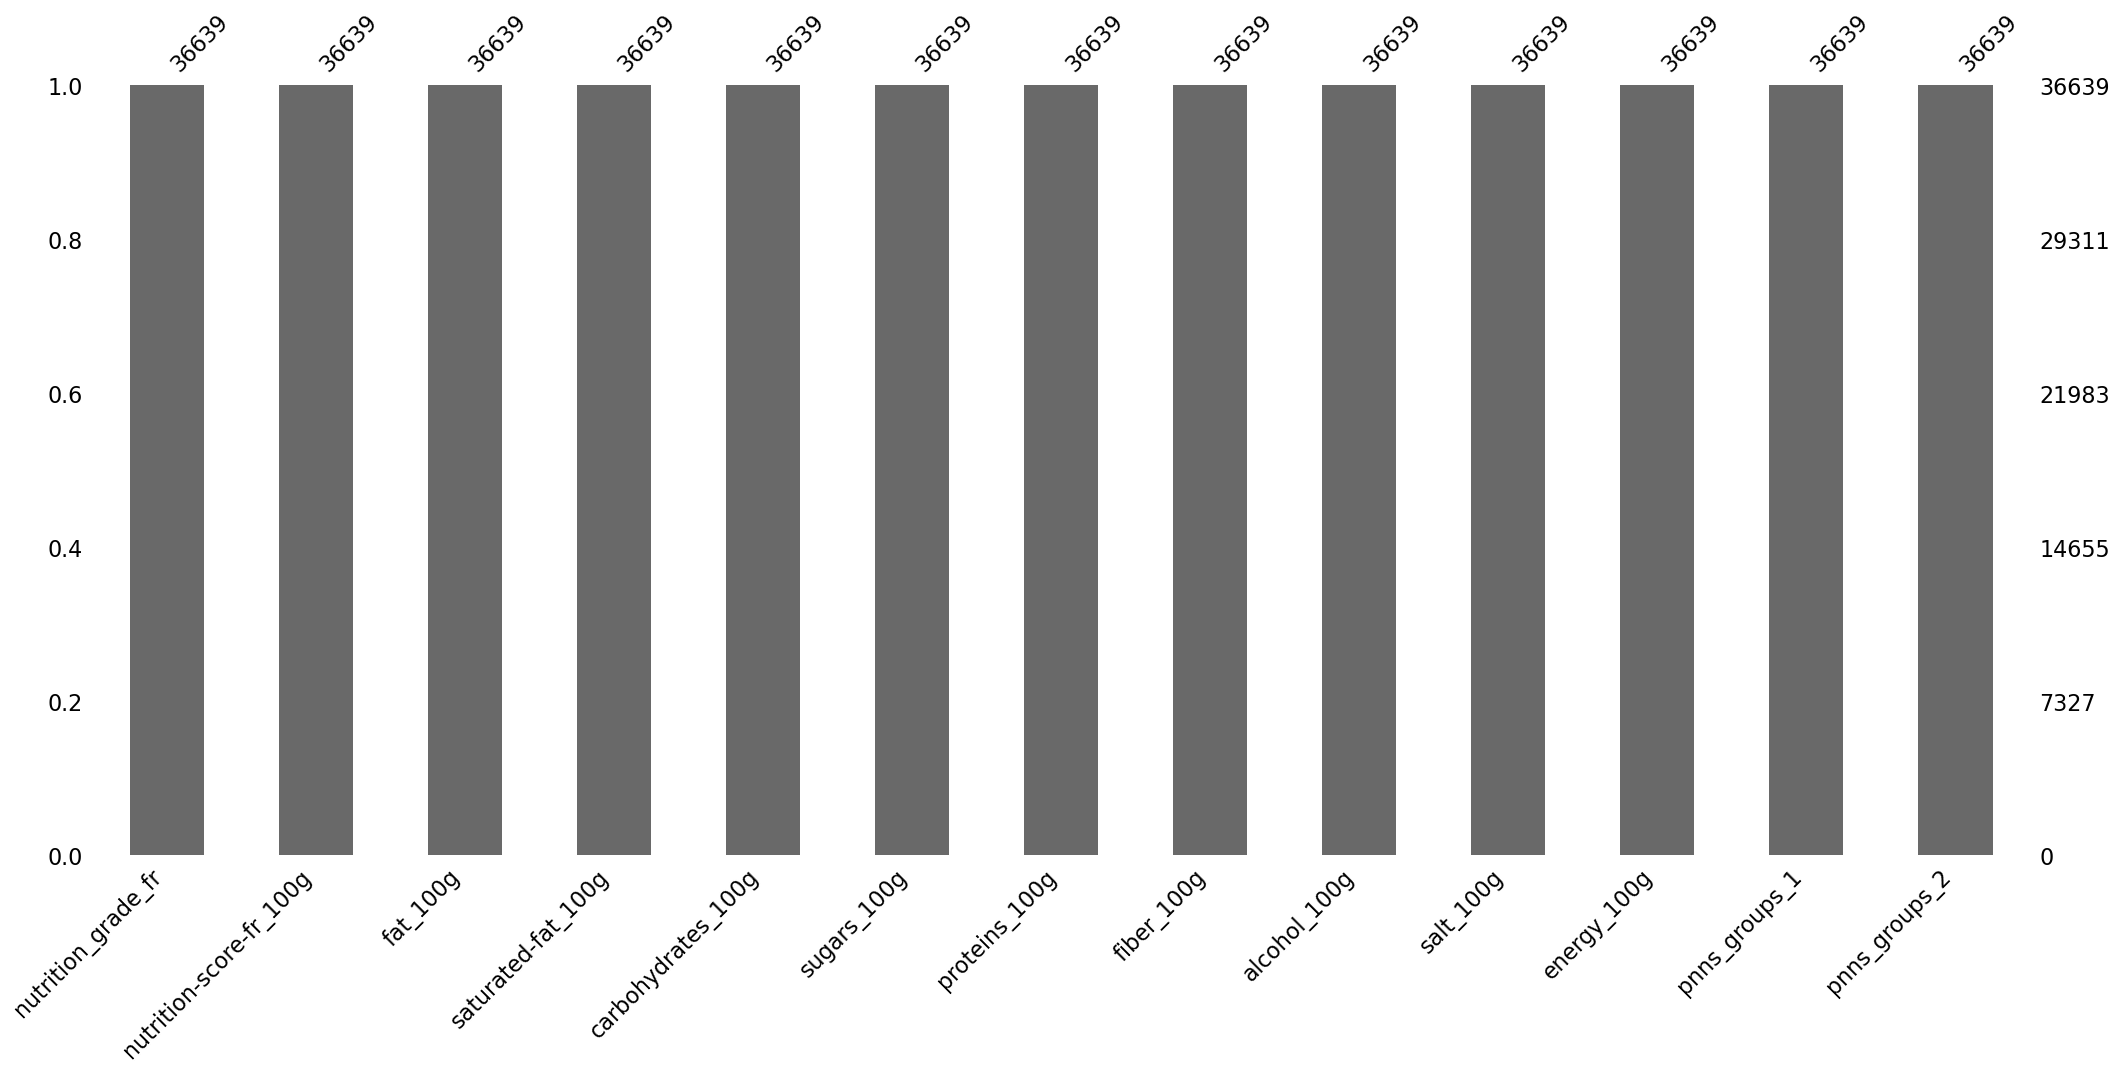 36639 36639 36639 36639 36639 36639 36639 36639 36639 36639 36639 36639 36639
1.0 36639
0.8 29311
0.6 21983
0.4 14655
0.2 7327
0.0 0
nutrition_grade_fr
nutrition-score-fr_100g
fat_100g
saturated-fat_100g
carbohydrates_100g
sugars_100g
proteins_100g
fiber_100g
alcohol_100g
salt_100g
energy_100g
pnns_groups_1
pnns_groups_2